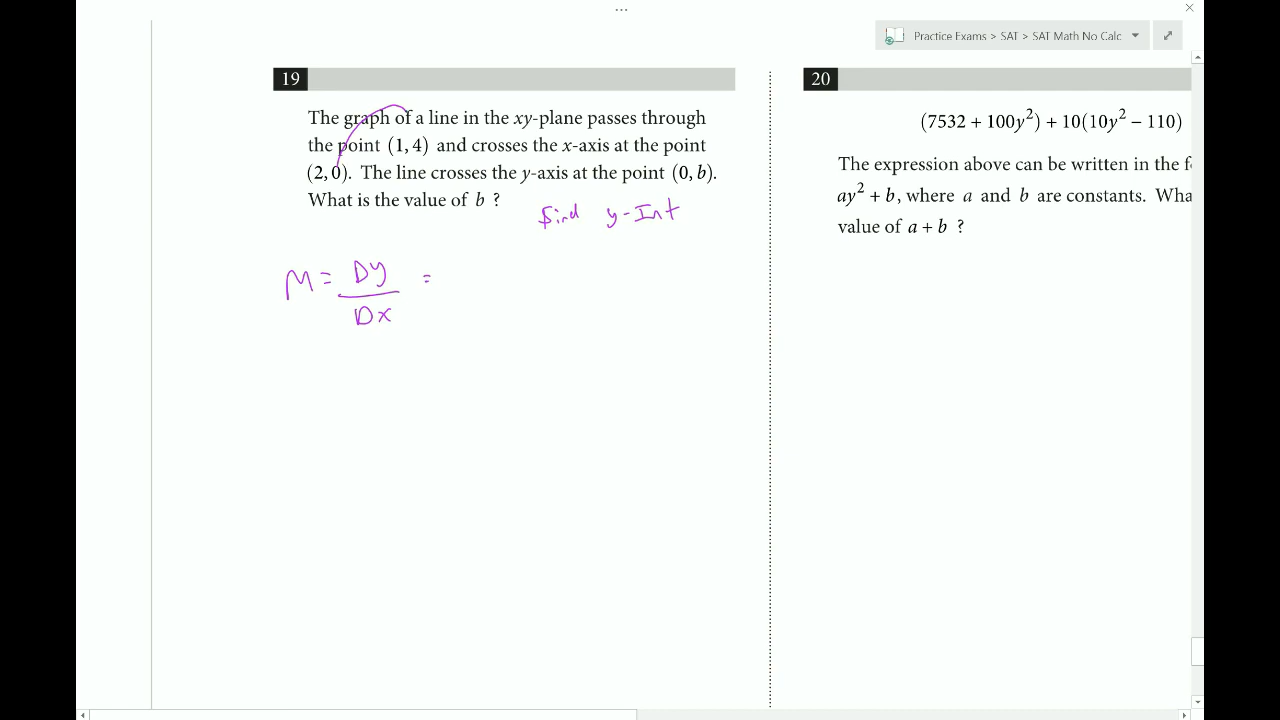 ...
Practice Exams > SAT > SAT Math No Calc
19
The graph of a line in the xy-plane passes through
the point (1, 4) and crosses the x-axis at the point
(2, 0). The line crosses the y-axis at the point (0, b).
What is the value of b ?
find y-Int
M = Dy / Dx =
20
(7532 + 100y²) + 10(10y² − 110)
The expression above can be written in the f
ay² + b, where a and b are constants. Wha
value of a + b ?